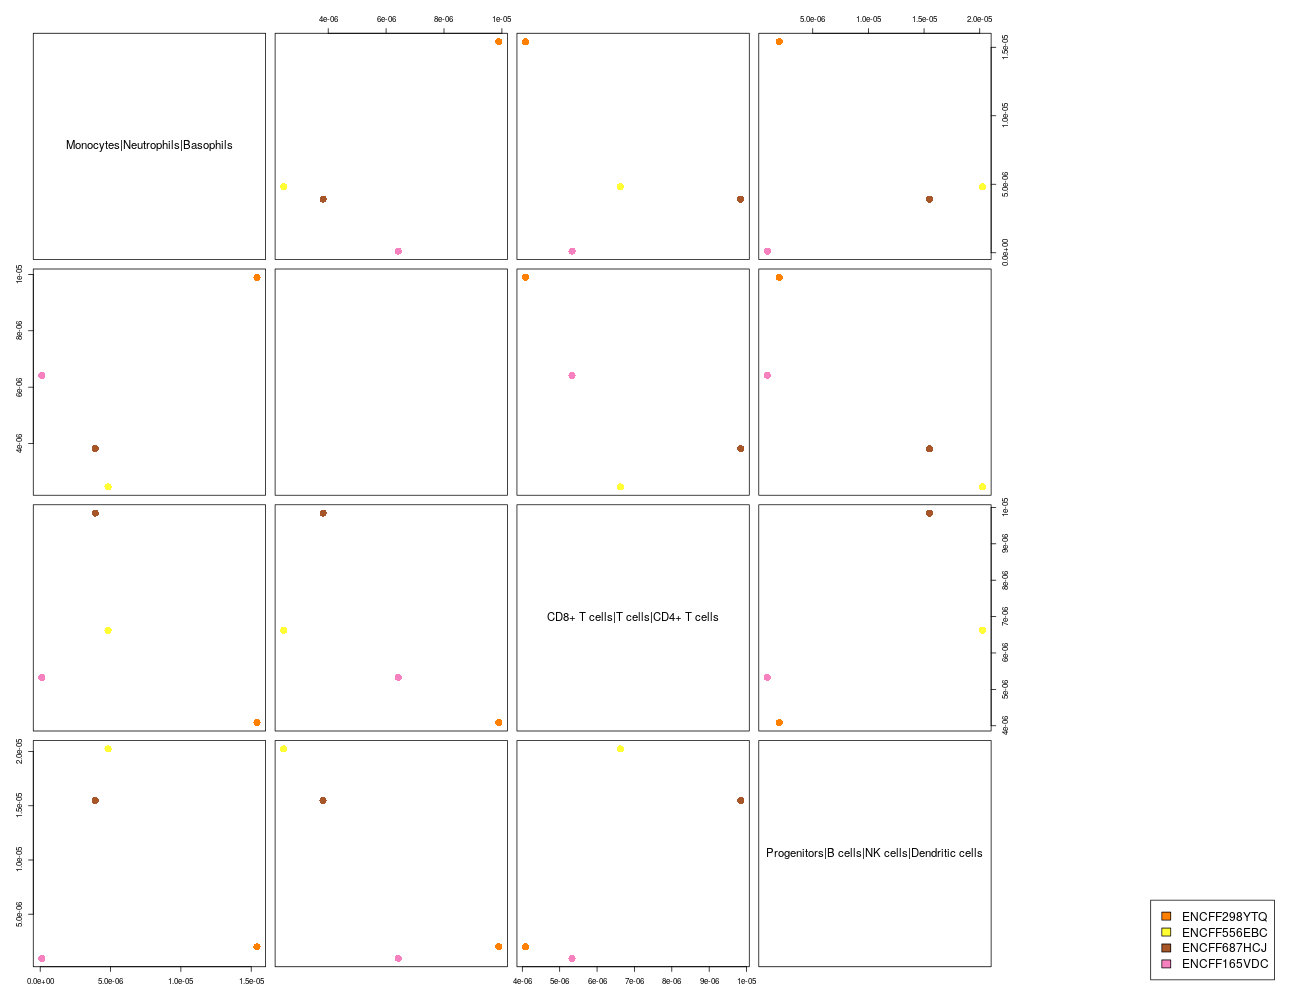 4e-06 6e-06 8e-06 1e-05 5.0e-06 1.0e-05 1.5e-05 2.0e-05
Monocytes|Neutrophils|Basophils
0.0e+00 5.0e-06 1.0e-05 1.5e-05
4e-06 6e-06 8e-06 1e-05
CD8+ T cells|T cells|CD4+ T cells
4e-06 5e-06 6e-06 7e-06 8e-06 9e-06 1e-05
5.0e-06 1.0e-05 1.5e-05 2.0e-05
Progenitors|B cells|NK cells|Dendritic cells
0.0e+00 5.0e-06 1.0e-05 1.5e-05 4e-06 5e-06 6e-06 7e-06 8e-06 9e-06 1e-05
ENCFF298YTQ
ENCFF556EBC
ENCFF687HCJ
ENCFF165VDC